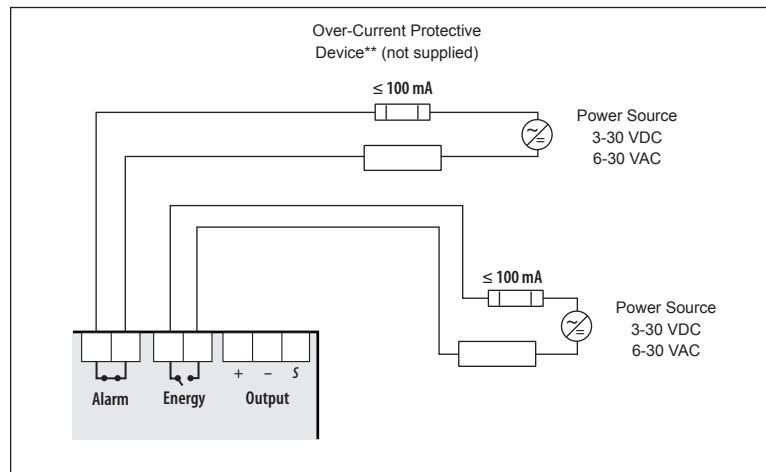 Over-Current Protective
Device** (not supplied)
≤ 100 mA
Power Source
3-30 VDC
6-30 VAC
≤ 100 mA
Power Source
3-30 VDC
6-30 VAC
+ – S
Alarm Energy Output